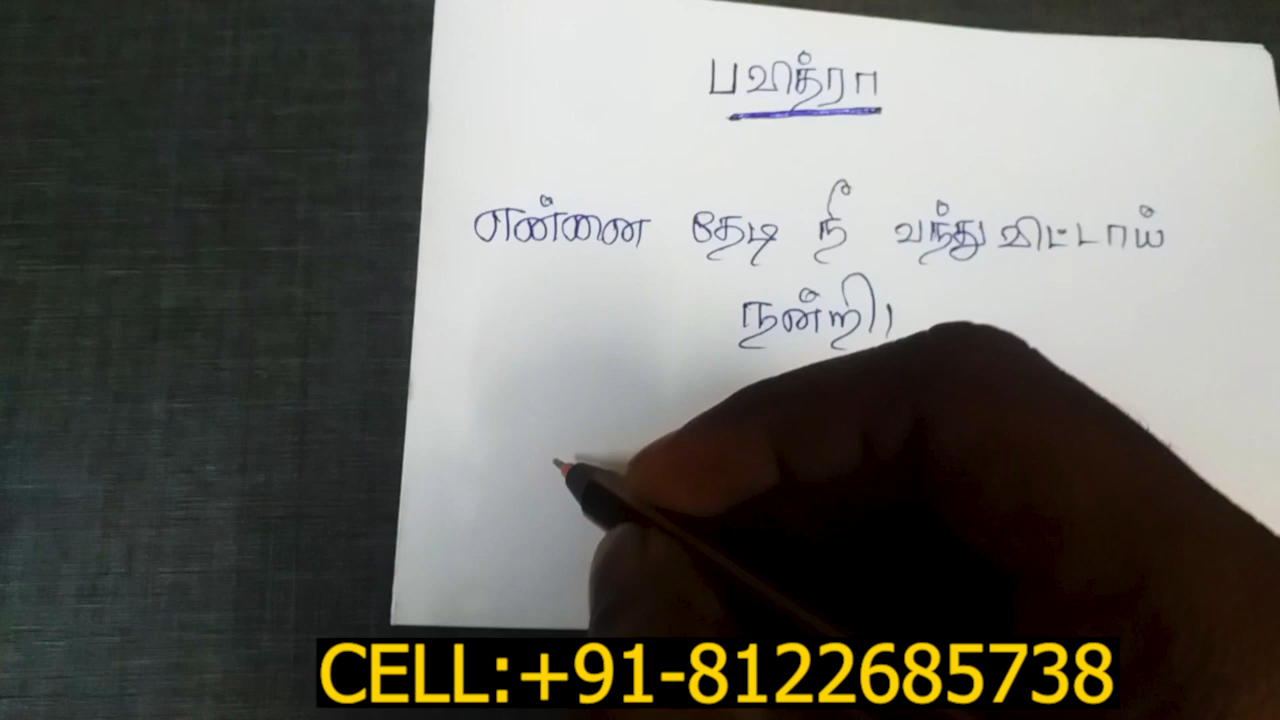 பவித்ரா
என்னை தேடி நீ வந்து விட்டாய்
நன்றி।
CELL:+91-8122685738